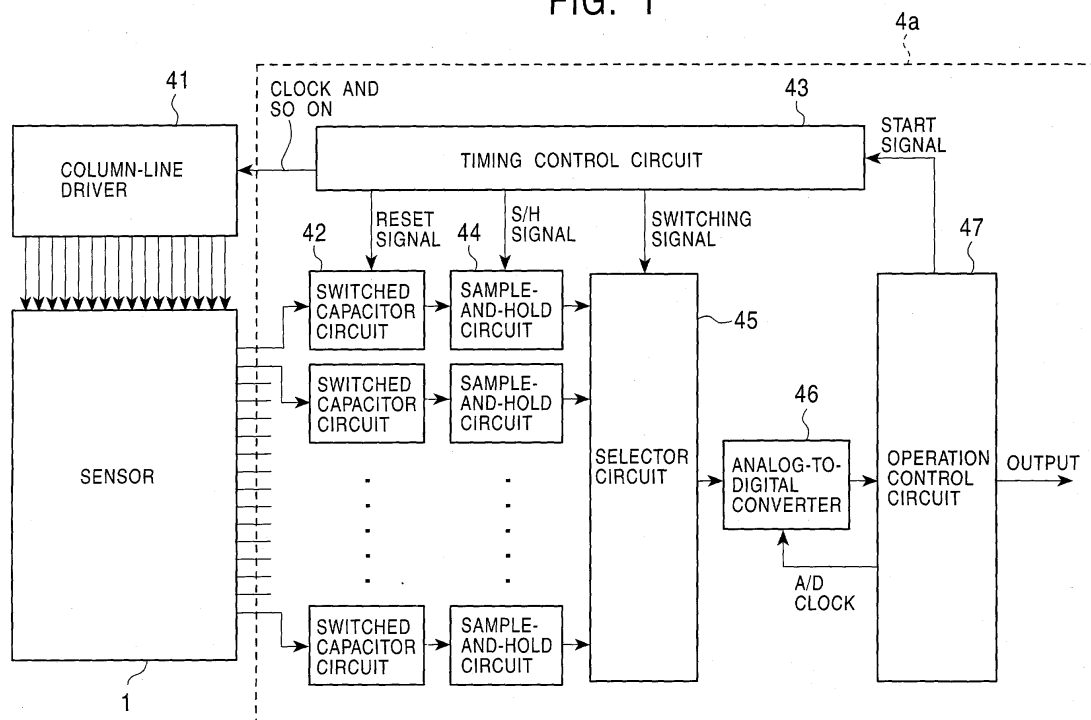 FIG. 1
4a
41
CLOCK AND
SO ON
43
START
SIGNAL
COLUMN-LINE
DRIVER
TIMING CONTROL CIRCUIT
42
RESET
SIGNAL
44
S/H
SIGNAL
SWITCHING
SIGNAL
47
SWITCHED
CAPACITOR
CIRCUIT
SAMPLE-
AND-HOLD
CIRCUIT
45
SWITCHED
CAPACITOR
CIRCUIT
SAMPLE-
AND-HOLD
CIRCUIT
46
SENSOR
SELECTOR
CIRCUIT
ANALOG-TO-
DIGITAL
CONVERTER
OPERATION
CONTROL
CIRCUIT
OUTPUT
A/D
CLOCK
SWITCHED
CAPACITOR
CIRCUIT
SAMPLE-
AND-HOLD
CIRCUIT
1